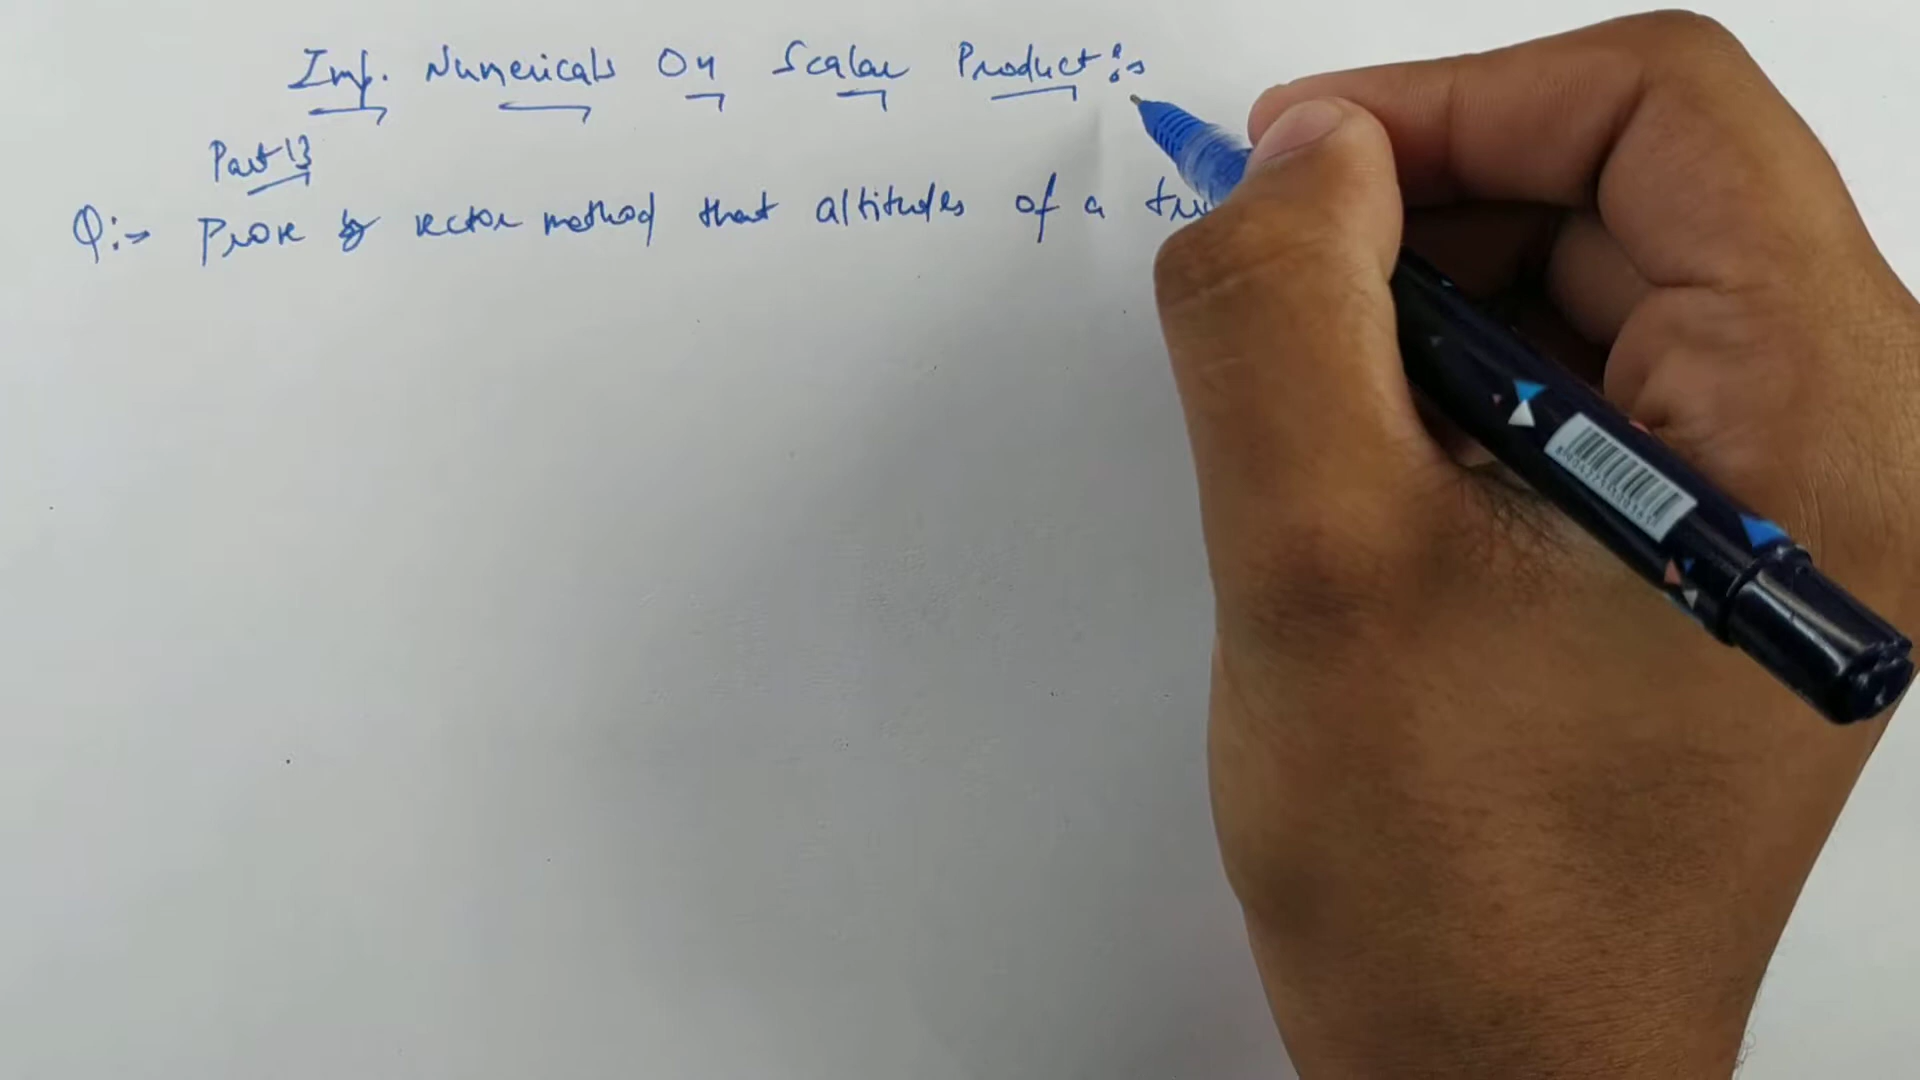 Imp. Numericals On Scalar Product :-
Part 13
Q:- Prove by vector method that altitudes of a